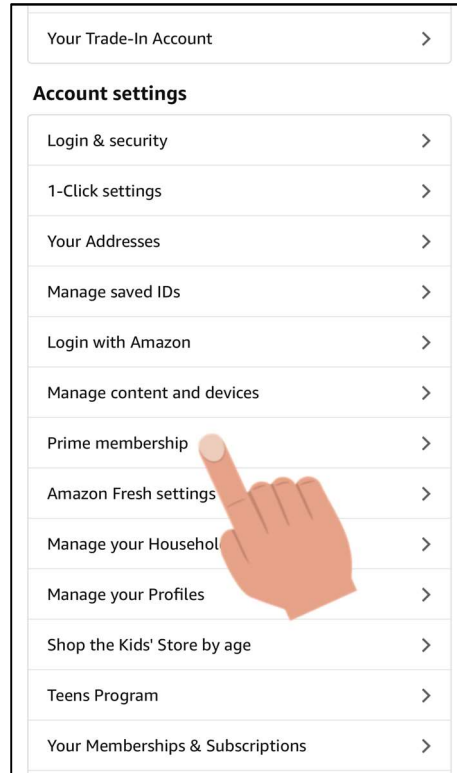 Your Trade-In Account
Account settings
Login & security
1-Click settings
Your Addresses
Manage saved IDs
Login with Amazon
Manage content and devices
Prime membership
Amazon Fresh settings
Manage your
Manage your Profiles
Shop the Kids' Store by age
Teens Program
Your Memberships & Subscriptions